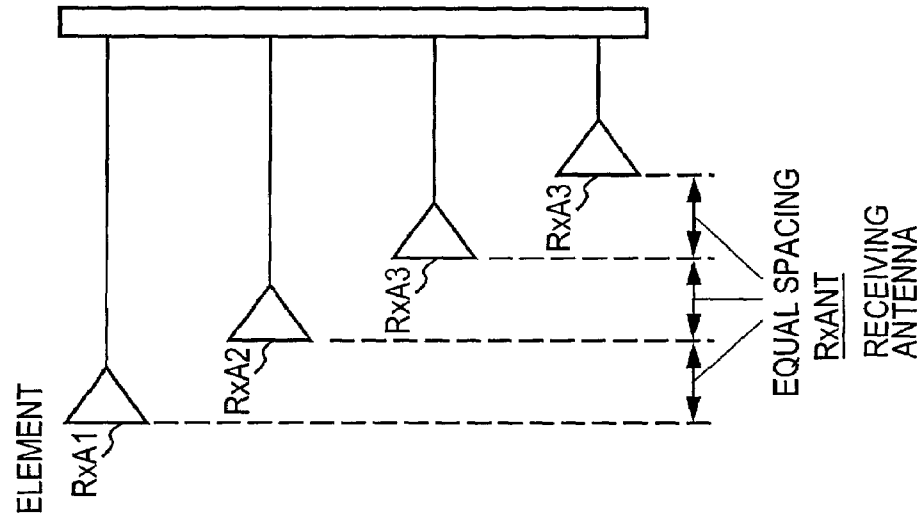 ELEMENT
RxA1
RxA2
RxA3
RxA3
EQUAL SPACING
RxANT
RECEIVING
ANTENNA